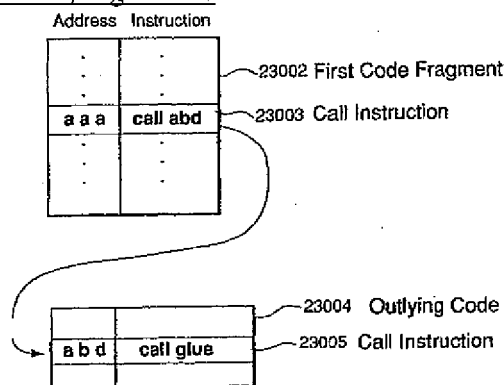 Address Instruction
23002 First Code Fragment
a a a call abd
23003 Call Instruction
23004 Outlying Code
a b d call glue
23005 Call Instruction